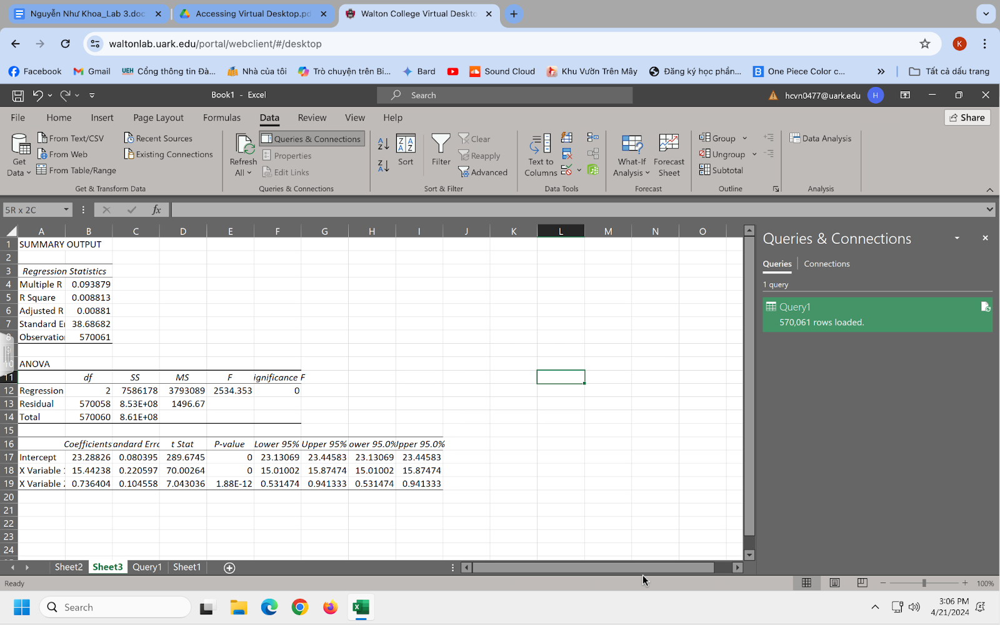 Nguyễn Như Khoa_Lab 3.doc
Accessing Virtual Desktop.pd
Walton College Virtual Deskto
waltonlab.uark.edu/portal/webclient/#/desktop
K
Facebook
Gmail
UEH Cổng thông tin Đà...
Nhà của tôi
Trò chuyện trên Bi...
Bard
Sound Cloud
Khu Vườn Trên Mây
Đăng ký học phần...
One Piece Color c...
»
Tất cả dấu trang
Book1 - Excel
Search
hcvn0477@uark.edu
H
File Home Insert Page Layout Formulas Data Review View Help
Share
Get Data
From Text/CSV
From Web
From Table/Range
Recent Sources
Existing Connections
Get & Transform Data
Refresh All
Queries & Connections
Properties
Edit Links
Queries & Connections
Sort
Filter
Clear
Reapply
Advanced
Sort & Filter
Text to Columns
Data Tools
What-If Analysis
Forecast Sheet
Forecast
Group
Ungroup
Subtotal
Outline
Data Analysis
Analysis
5R x 2C
fx
A B C D E F G H I J K L M N O
1 SUMMARY OUTPUT
2
3 Regression Statistics
4 Multiple R 0.093879
5 R Square 0.008813
6 Adjusted R 0.00881
7 Standard Er 38.68682
8 Observation 570061
9
10 ANOVA
11 df SS MS F ignificance F
12 Regression 2 7586178 3793089 2534.353 0
13 Residual 570058 8.53E+08 1496.67
14 Total 570060 8.61E+08
15
16 Coefficients andard Erro t Stat P-value Lower 95% Upper 95% ower 95.0% Upper 95.0%
17 Intercept 23.28826 0.080395 289.6745 0 23.13069 23.44583 23.13069 23.44583
18 X Variable 1 15.44238 0.220597 70.00264 0 15.01002 15.87474 15.01002 15.87474
19 X Variable 2 0.736404 0.104558 7.043036 1.88E-12 0.531474 0.941333 0.531474 0.941333
20
21
22
23
24
Queries & Connections
Queries
Connections
1 query
Query1
570,061 rows loaded.
Sheet2 Sheet3 Query1 Sheet1
Ready
100%
Search
3:06 PM
4/21/2024